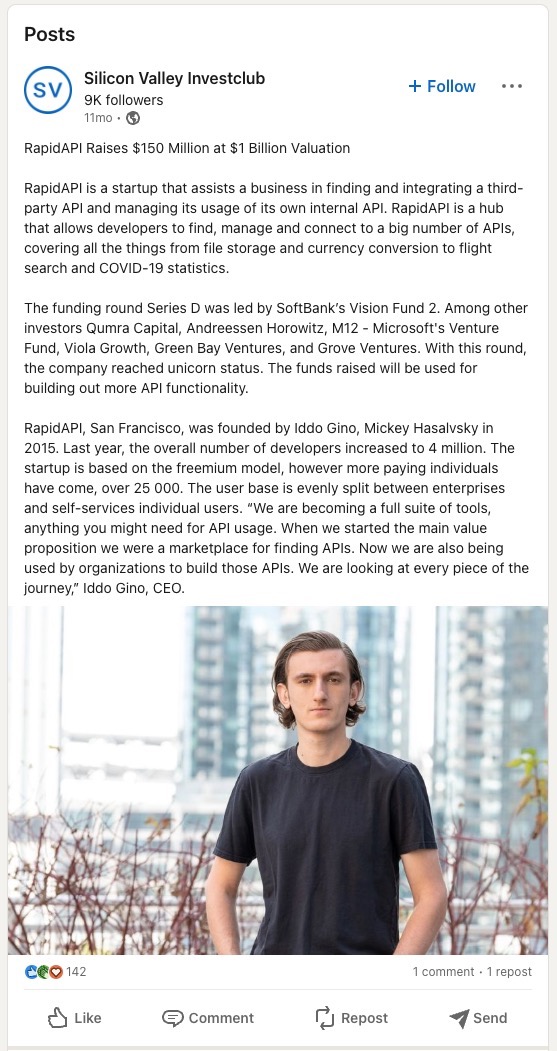 Posts
SV
Silicon Valley Investclub
9K followers
11mo •
+ Follow
RapidAPI Raises $150 Million at $1 Billion Valuation
RapidAPI is a startup that assists a business in finding and integrating a third-
party API and managing its usage of its own internal API. RapidAPI is a hub
that allows developers to find, manage and connect to a big number of APIs,
covering all the things from file storage and currency conversion to flight
search and COVID-19 statistics.
The funding round Series D was led by SoftBank’s Vision Fund 2. Among other
investors Qumra Capital, Andreessen Horowitz, M12 - Microsoft's Venture
Fund, Viola Growth, Green Bay Ventures, and Grove Ventures. With this round,
the company reached unicorn status. The funds raised will be used for
building out more API functionality.
RapidAPI, San Francisco, was founded by Iddo Gino, Mickey Hasalvsky in
2015. Last year, the overall number of developers increased to 4 million. The
startup is based on the freemium model, however more paying individuals
have come, over 25 000. The user base is evenly split between enterprises
and self-services individual users. “We are becoming a full suite of tools,
anything you might need for API usage. When we started the main value
proposition we were a marketplace for finding APIs. Now we are also being
used by organizations to build those APIs. We are looking at every piece of the
journey,” Iddo Gino, CEO.
142
1 comment • 1 repost
Like
Comment
Repost
Send